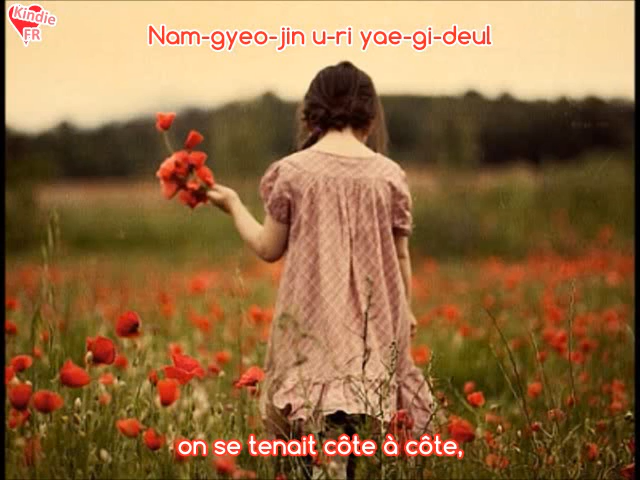 Kindie
FR
Nam-gyeo-jin u-ri yae-gi-deul
on se tenait côte à côte,